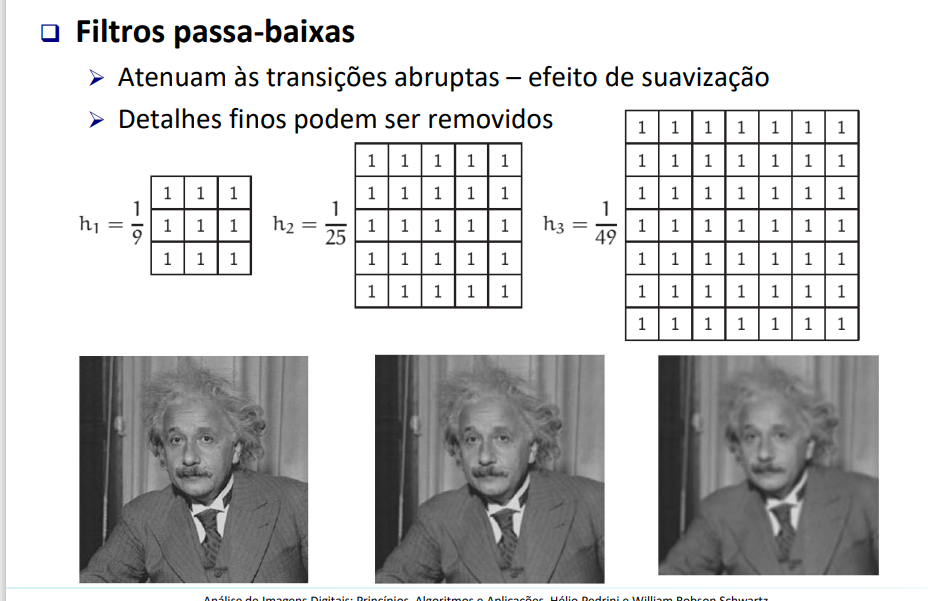 Filtros passa-baixas
Atenuam às transições abruptas – efeito de suavização
Detalhes finos podem ser removidos
h₁ = 1/9
1 1 1
1 1 1
1 1 1
h₂ = 1/25
1 1 1 1 1
1 1 1 1 1
1 1 1 1 1
1 1 1 1 1
1 1 1 1 1
h₃ = 1/49
1 1 1 1 1 1 1
1 1 1 1 1 1 1
1 1 1 1 1 1 1
1 1 1 1 1 1 1
1 1 1 1 1 1 1
1 1 1 1 1 1 1
1 1 1 1 1 1 1
Análise de Imagens Digitais: Princípios, Algoritmos e Aplicações. Hélio Pedrini e William Robson Schwartz